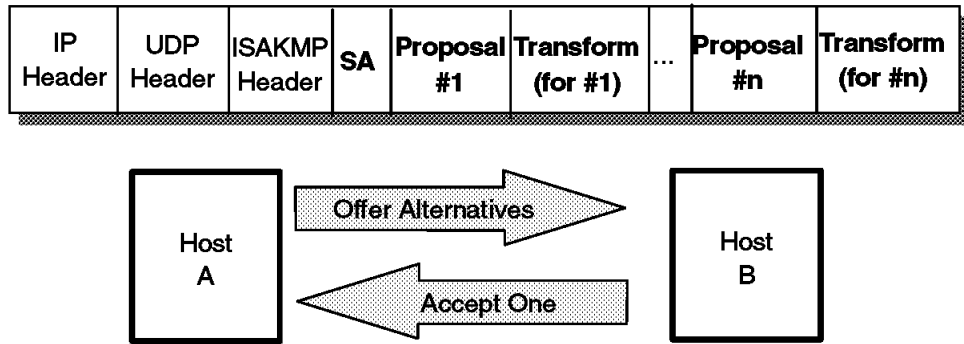 IP
Header
UDP
Header
ISAKMP
Header
SA
Proposal
#1
Transform
(for #1)
...
Proposal
#n
Transform
(for #n)
Host
A
Offer Alternatives
Accept One
Host
B